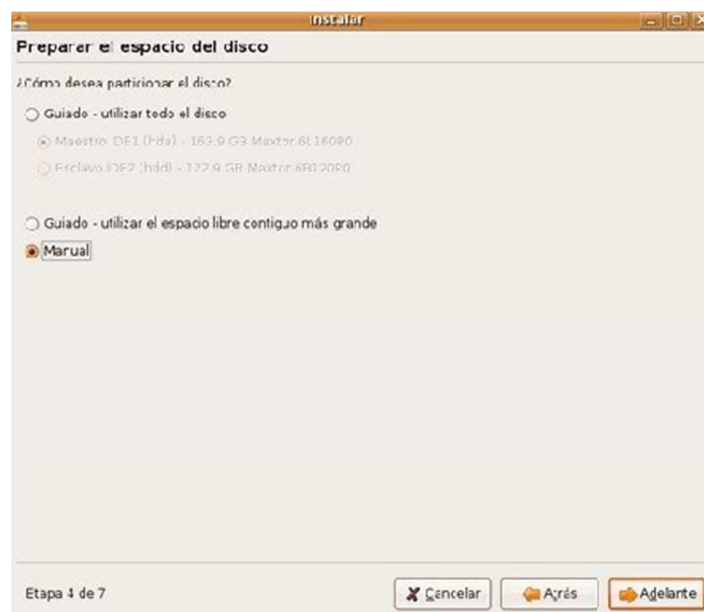 Instalar
Preparar el espacio del disco
¿Cómo desea particionar el disco?
Guiado - utilizar todo el disco
Maestro IDE1 (hda) - 163.9 GB Maxtor 6L160P0
Esclavo IDE2 (hdd) - 122.9 GB Maxtor 6B120P0
Guiado - utilizar el espacio libre contiguo más grande
Manual
Etapa 4 de 7
Cancelar
Atrás
Adelante